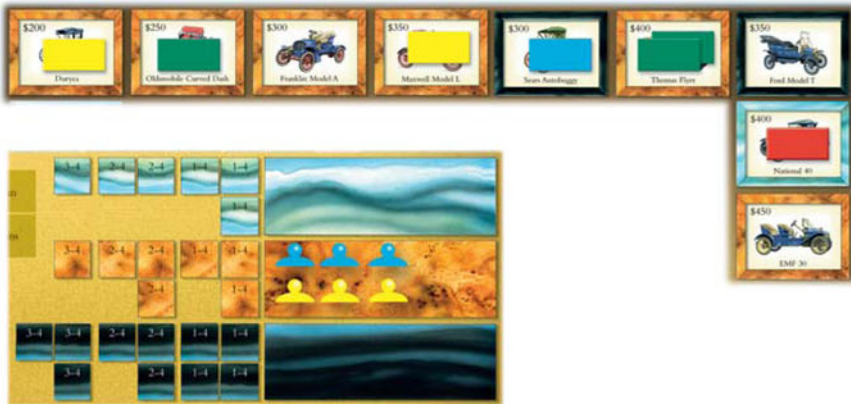 $200
Duryea
$250
Oldsmobile Curved Dash
$300
Franklin Model A
$350
Maxwell Model L
$300
Sears Autobuggy
$400
Thomas Flyer
$350
Ford Model T
$400
National 40
$450
EMF 30
3-4 2-4 2-4 1-4 1-4
1-4
3-4 2-4 2-4 1-4 1-4
2-4 1-4
3-4 3-4 2-4 2-4 1-4 1-4
3-4 2-4 1-4 1-4